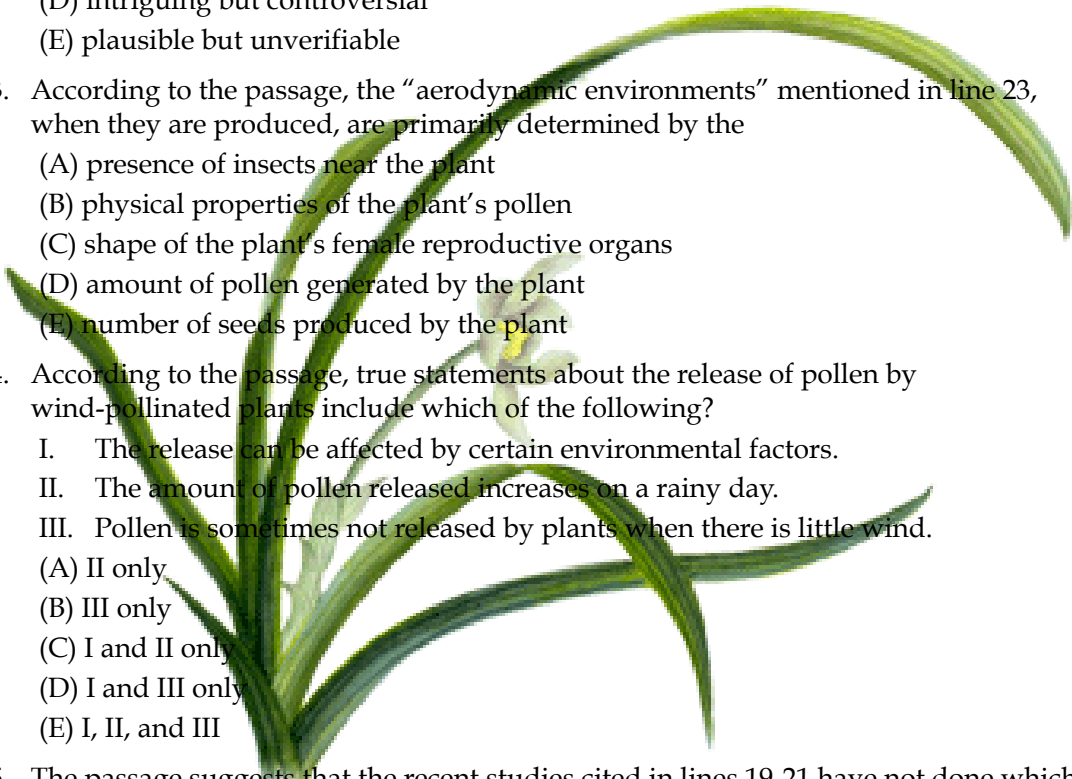 (D) intriguing but controversial
(E) plausible but unverifiable
3. According to the passage, the “aerodynamic environments” mentioned in line 23,
when they are produced, are primarily determined by the
(A) presence of insects near the plant
(B) physical properties of the plant’s pollen
(C) shape of the plant’s female reproductive organs
(D) amount of pollen generated by the plant
(E) number of seeds produced by the plant
. According to the passage, true statements about the release of pollen by
wind-pollinated plants include which of the following?
I. The release can be affected by certain environmental factors.
II. The amount of pollen released increases on a rainy day.
III. Pollen is sometimes not released by plants when there is little wind.
(A) II only
(B) III only
(C) I and II only
(D) I and III only
(E) I, II, and III
. The passage suggests that the recent studies cited in lines 19-21 have not done which